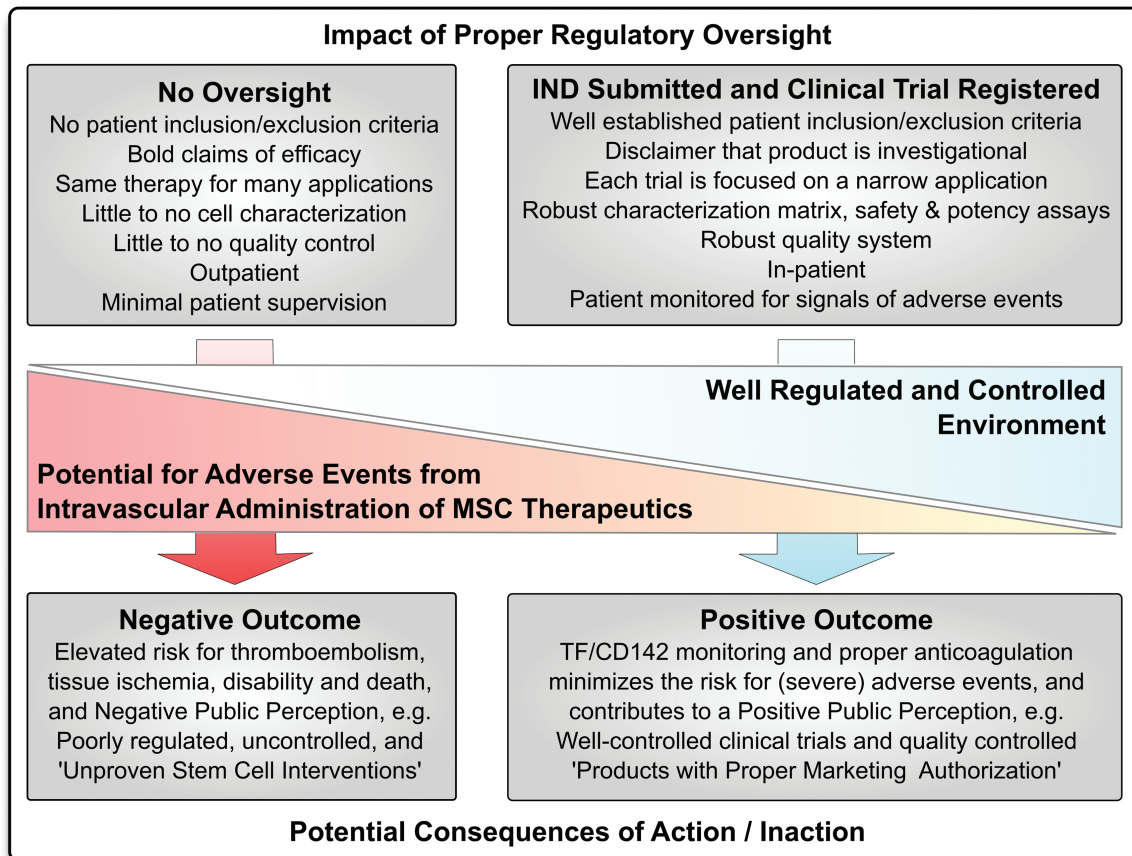 Impact of Proper Regulatory Oversight
No Oversight
No patient inclusion/exclusion criteria
Bold claims of efficacy
Same therapy for many applications
Little to no cell characterization
Little to no quality control
Outpatient
Minimal patient supervision
IND Submitted and Clinical Trial Registered
Well established patient inclusion/exclusion criteria
Disclaimer that product is investigational
Each trial is focused on a narrow application
Robust characterization matrix, safety & potency assays
Robust quality system
In-patient
Patient monitored for signals of adverse events
Well Regulated and Controlled
Environment
Potential for Adverse Events from
Intravascular Administration of MSC Therapeutics
Negative Outcome
Elevated risk for thromboembolism,
tissue ischemia, disability and death,
and Negative Public Perception, e.g.
Poorly regulated, uncontrolled, and
'Unproven Stem Cell Interventions'
Positive Outcome
TF/CD142 monitoring and proper anticoagulation
minimizes the risk for (severe) adverse events, and
contributes to a Positive Public Perception, e.g.
Well-controlled clinical trials and quality controlled
'Products with Proper Marketing Authorization'
Potential Consequences of Action / Inaction